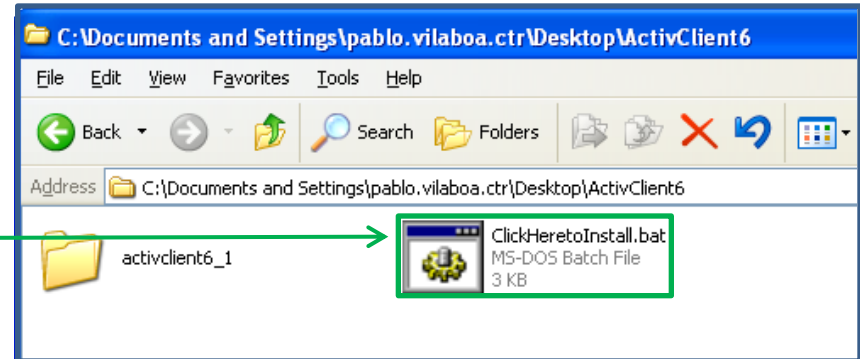 C:\Documents and Settings\pablo.vilaboa.ctr\Desktop\ActivClient6
File Edit View Favorites Tools Help
Back Search Folders
Address C:\Documents and Settings\pablo.vilaboa.ctr\Desktop\ActivClient6
activclient6_1
ClickHeretoInstall.bat
MS-DOS Batch File
3 KB